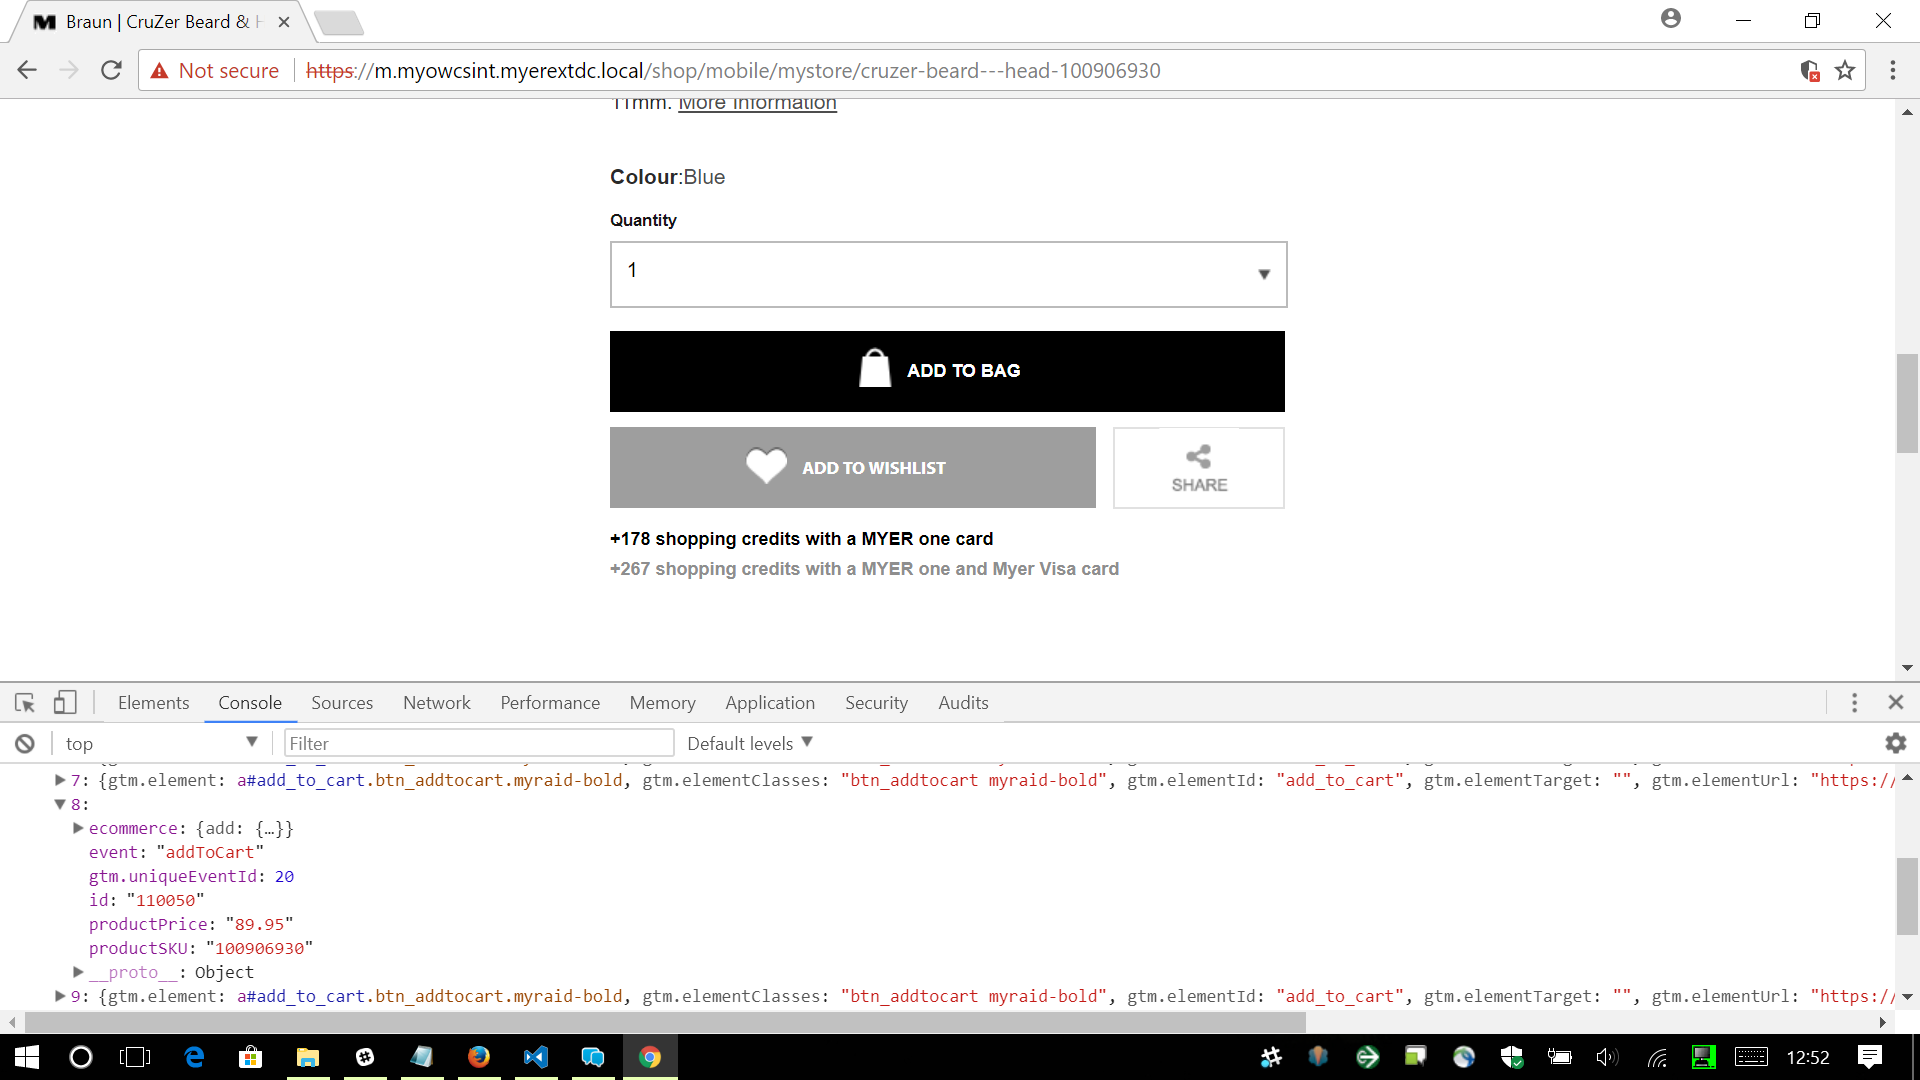 Braun | CruZer Beard & H
Not secure
https://m.myowcsint.myerextdc.local/shop/mobile/mystore/cruzer-beard---head-100906930
11mm. More Information
Colour:Blue
Quantity
1
ADD TO BAG
ADD TO WISHLIST
SHARE
+178 shopping credits with a MYER one card
+267 shopping credits with a MYER one and Myer Visa card
Elements Console Sources Network Performance Memory Application Security Audits
top Filter Default levels
7: {gtm.element: a#add_to_cart.btn_addtocart.myraid-bold, gtm.elementClasses: "btn_addtocart myraid-bold", gtm.elementId: "add_to_cart", gtm.elementTarget: "", gtm.elementUrl: "https://
8:
ecommerce: {add: {…}}
event: "addToCart"
gtm.uniqueEventId: 20
id: "110050"
productPrice: "89.95"
productSKU: "100906930"
__proto__: Object
9: {gtm.element: a#add_to_cart.btn_addtocart.myraid-bold, gtm.elementClasses: "btn_addtocart myraid-bold", gtm.elementId: "add_to_cart", gtm.elementTarget: "", gtm.elementUrl: "https://
12:52